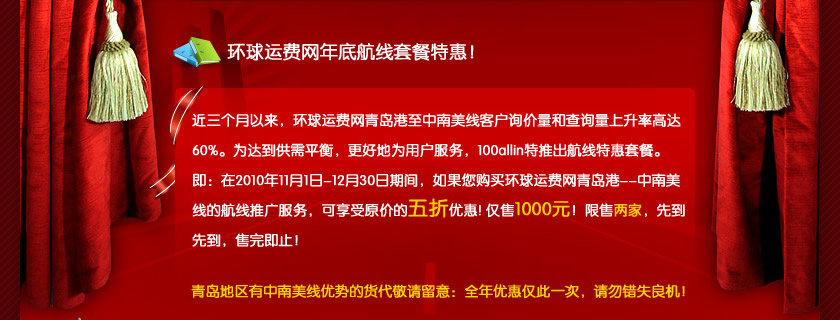 环球运费网年底航线套餐特惠！
近三个月以来，环球运费网青岛港至中南美线客户询价量和查询量上升率高达
60%。为达到供需平衡，更好地为用户服务，100allin特推出航线特惠套餐。
即：在2010年11月1日-12月30日期间，如果您购买环球运费网青岛港--中南美
线的航线推广服务，可享受原价的五折优惠！仅售1000元！限售两家，先到
先到，售完即止！
青岛地区有中南美线优势的货代敬请留意：全年优惠仅此一次，请勿错失良机！